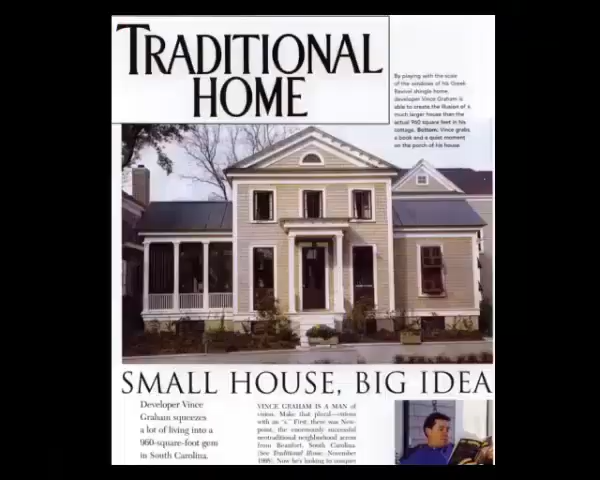 TRADITIONAL
HOME
By playing with the scale
of the windows of his Greek
Revival shingle home,
developer Vince Graham is
able to create the illusion of a
much larger house than the
actual 960 square feet in his
cottage. Bottom: Vince grabs
a book and a quiet moment
on the porch of his house
SMALL HOUSE, BIG IDEA
Developer Vince
Graham squeezes
a lot of living into a
960-square-foot gem
in South Carolina.
VINCE GRAHAM IS A MAN of
vision. Make that plural—visions
with an "s." First, there was New-
point, the enormously successful
neotraditional neighborhood across
from Beaufort, South Carolina.
(See Traditional Home, November
1995). Now he's looking to conquer